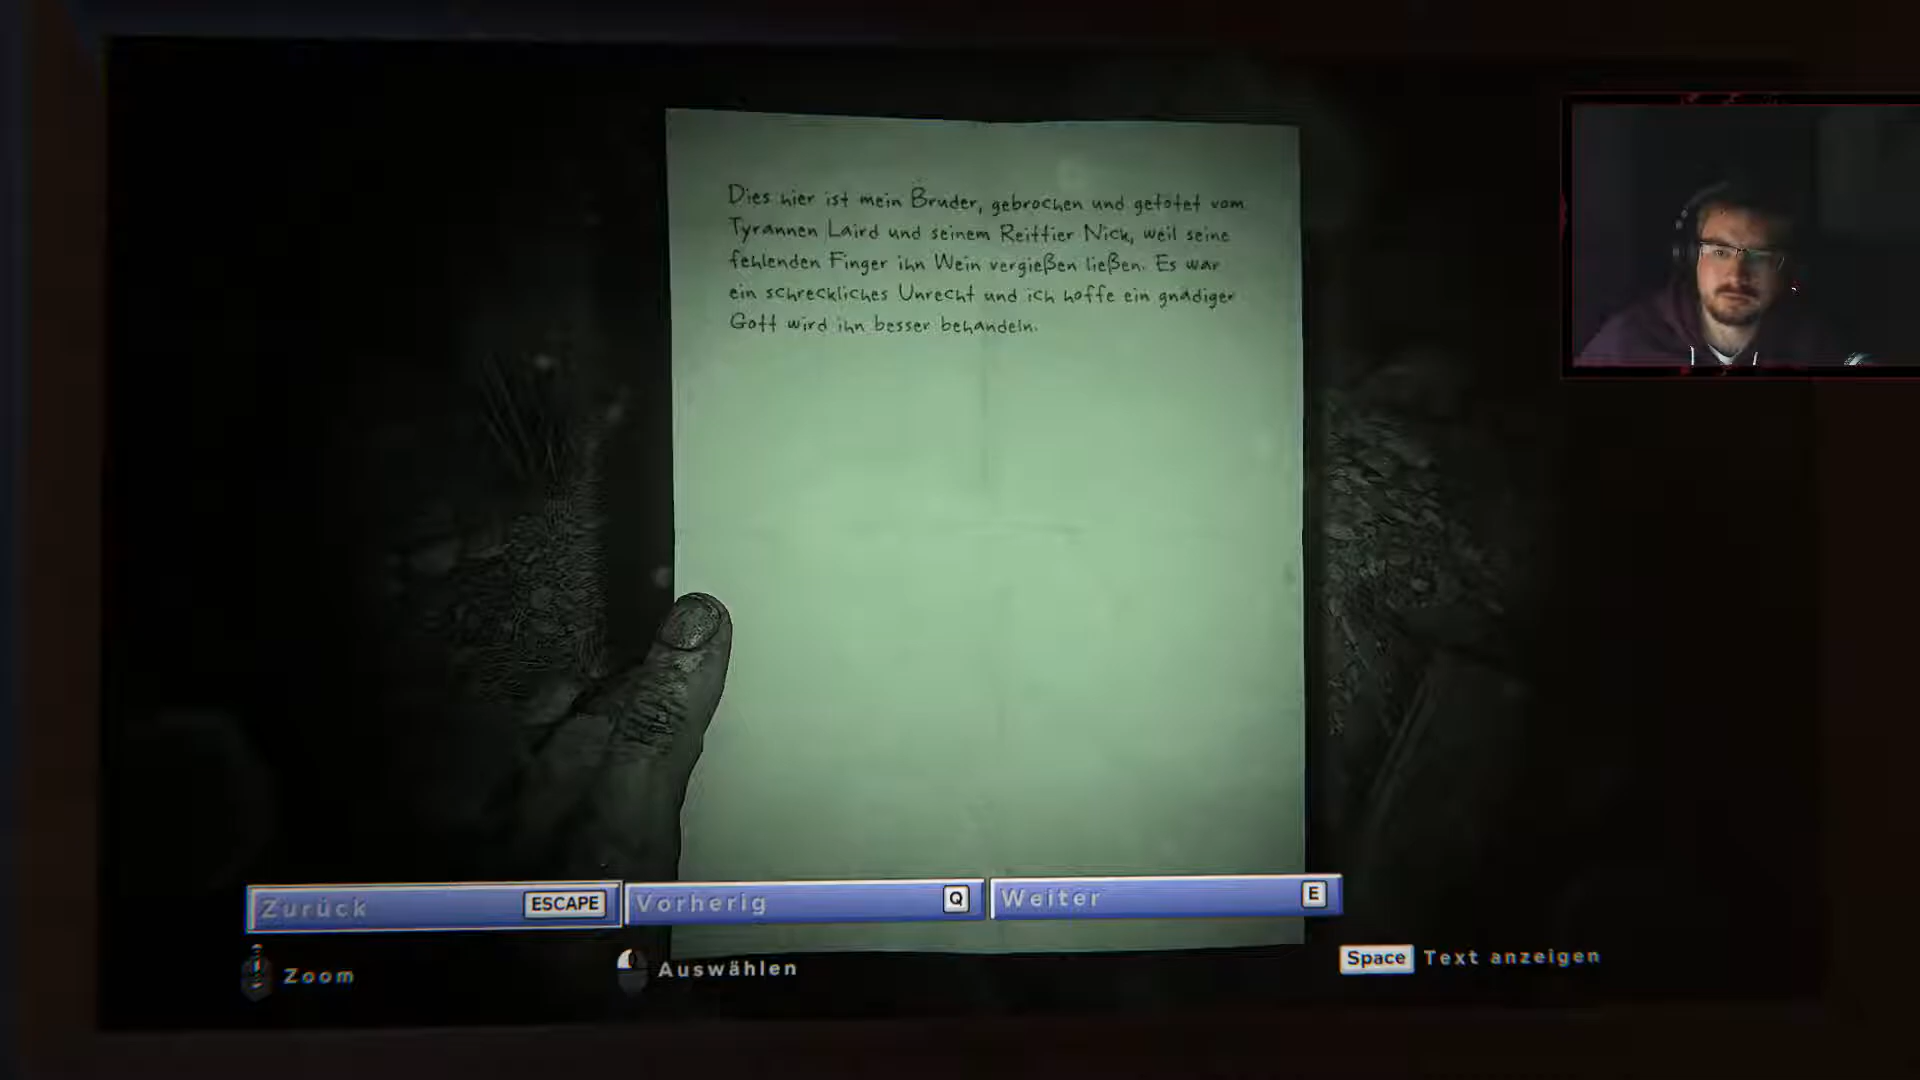 Dies hier ist mein Bruder, gebrochen und getötet vom
Tyrannen Laird und seinem Reittier Nick, weil seine
fehlenden Finger ihn Wein vergießen ließen. Es war
ein schreckliches Unrecht und ich hoffe ein gnädiger
Gott wird ihn besser behandeln.
Zurück ESCAPE Vorherig Q Weiter E
Zoom Auswählen Space Text anzeigen